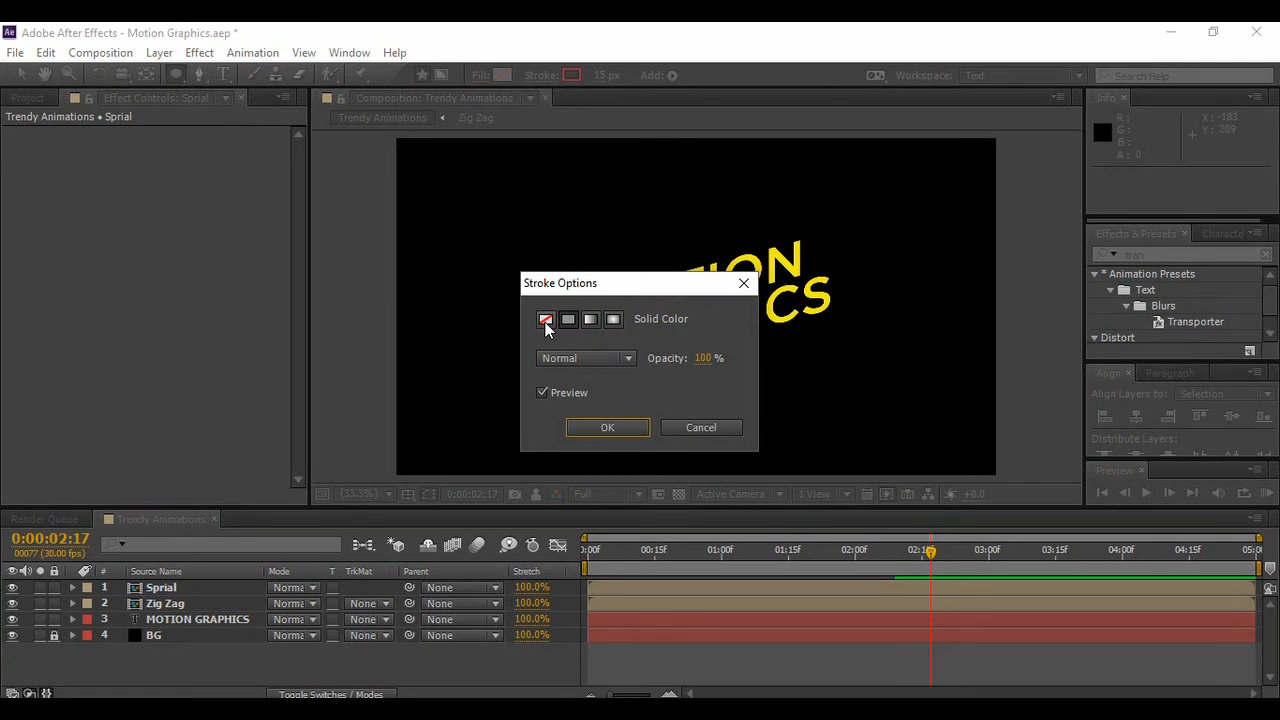 Ae Adobe After Effects - Motion Graphics.aep *
File Edit Composition Layer Effect Animation View Window Help
T Fill: Stroke: 15 px Add: Workspace: Text Search Help
Project Effect Controls: Sprial Composition: Trendy Animations Info
Trendy Animations • Sprial Trendy Animations Zig Zag
R : X : -183
G : Y : 209
B :
A : 0
TION
CS
Effects & Presets Characte
tran
* Animation Presets
Text
Blurs
Transporter
Distort
Stroke Options
Solid Color
Normal Opacity: 100 %
Preview
OK Cancel
Align Paragraph
Align Layers to: Selection
Distribute Layers:
Preview
(33.3%) 0:00:02:17 Full Active Camera 1 View +0.0
Render Queue Trendy Animations
0:00:02:17
00077 (30.00 fps)
:00f 00:15f 01:00f 01:15f 02:00f 02:1 03:00f 03:15f 04:00f 04:15f 05:0
# Source Name Mode T TrkMat Parent Stretch
1 Sprial Norma None 100.0%
2 Zig Zag Norma None None 100.0%
3 T MOTION GRAPHICS Norma None None 100.0%
4 BG Norma None None 100.0%
Toggle Switches / Modes